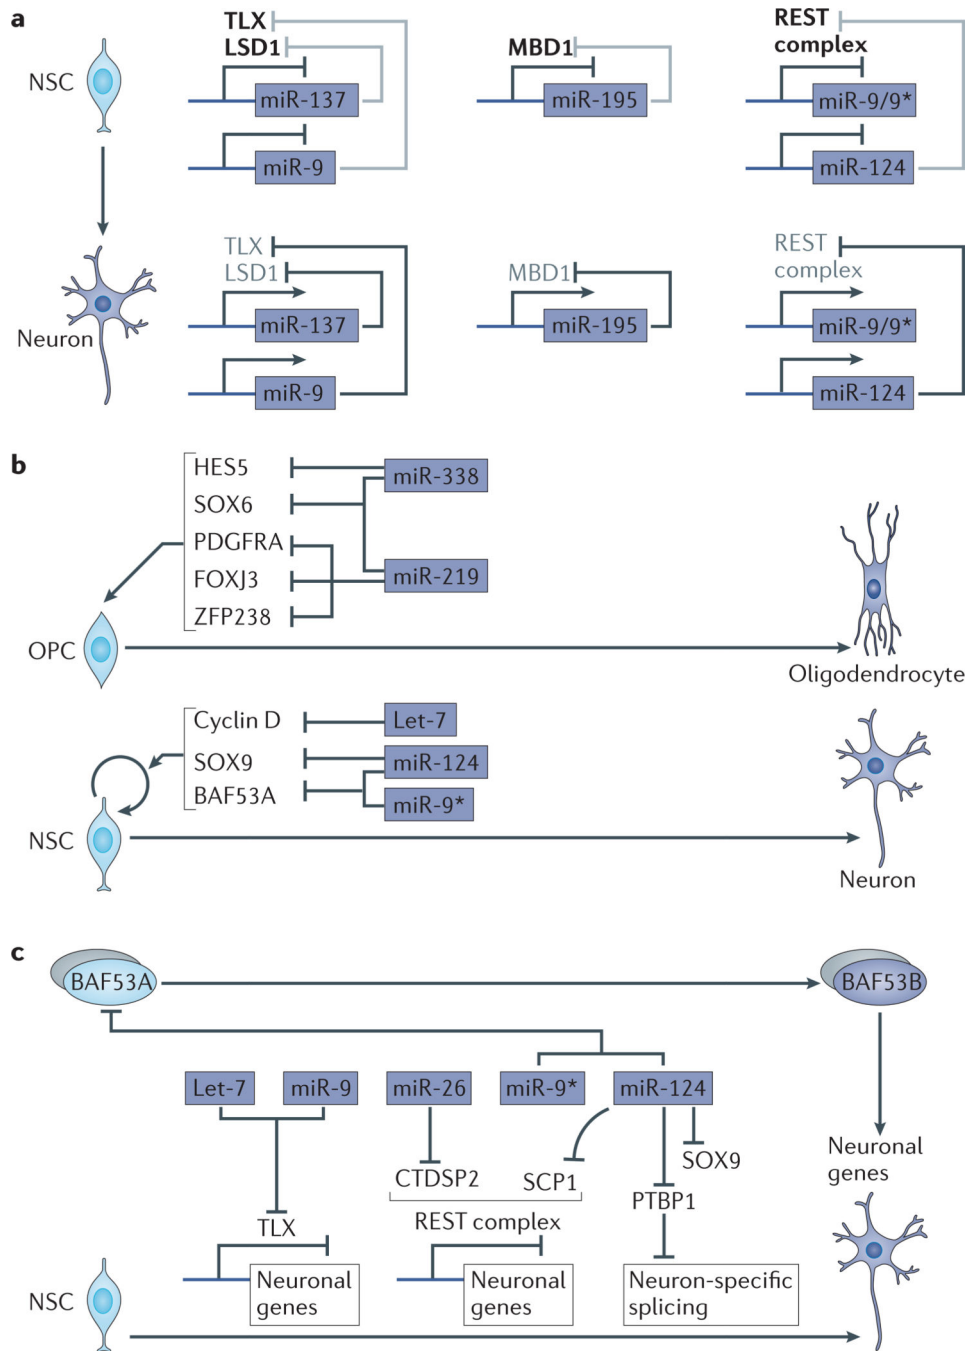 a
NSC
TLX
LSD1
miR-137
miR-9
MBD1
miR-195
REST
complex
miR-9/9*
miR-124
Neuron
TLX
LSD1
miR-137
miR-9
MBD1
miR-195
REST
complex
miR-9/9*
miR-124
b
HES5
SOX6
PDGFRA
FOXJ3
ZFP238
miR-338
miR-219
OPC
Oligodendrocyte
Cyclin D
SOX9
BAF53A
Let-7
miR-124
miR-9*
NSC
Neuron
c
BAF53A
BAF53B
Let-7
miR-9
miR-26
miR-9*
miR-124
CTDSP2
SCP1
SOX9
PTBP1
Neuronal
genes
TLX
REST complex
Neuronal
genes
Neuronal
genes
Neuron-specific
splicing
NSC